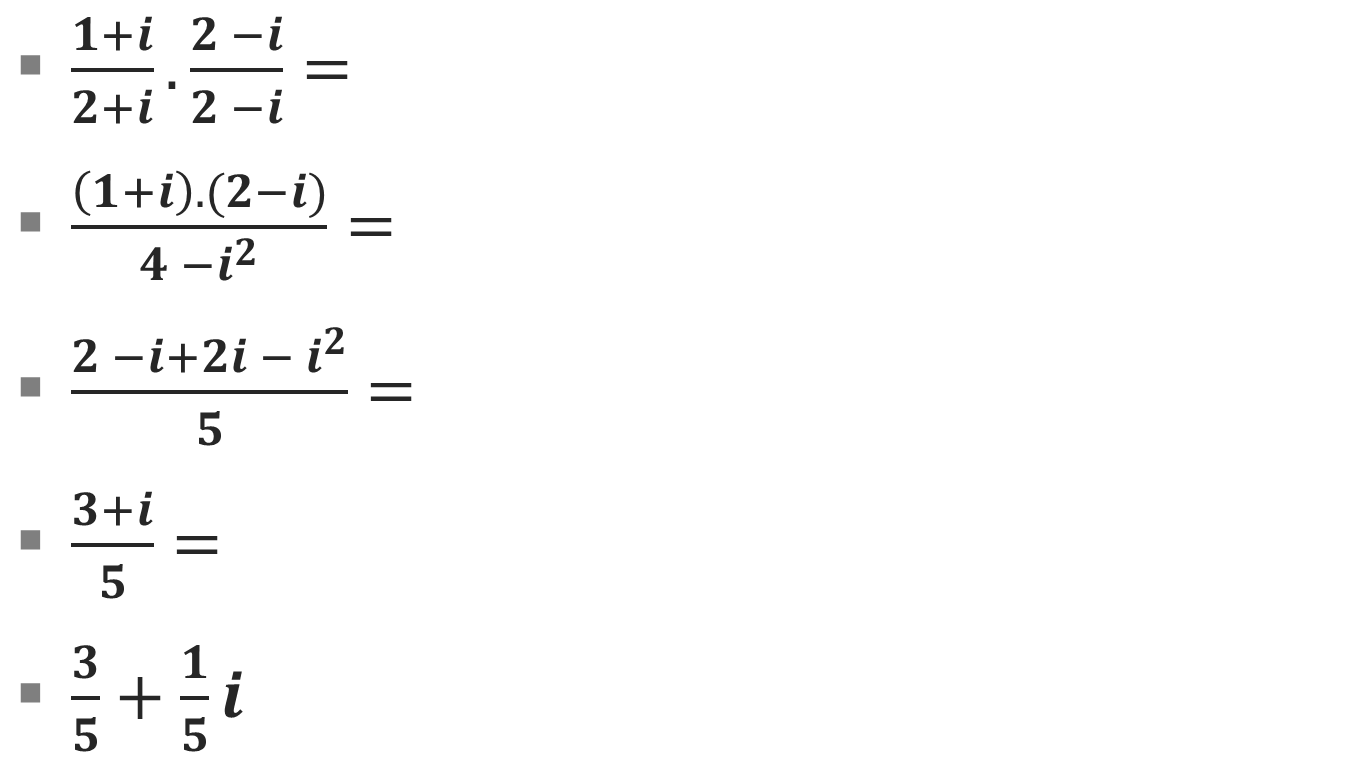 ▪ (1+i)/(2+i) . (2 −i)/(2 −i) =
▪ ((1+i).(2−i))/(4 −i²) =
▪ (2 −i+2i − i²)/5 =
▪ (3+i)/5 =
▪ 3/5 + 1/5 i